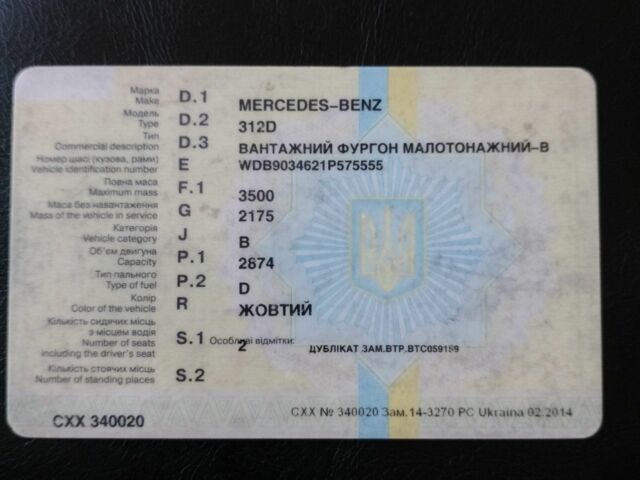 Марка
Make D.1 MERCEDES-BENZ
Модель
Type D.2 312D
Тип
Commercial description D.3 ВАНТАЖНИЙ ФУРГОН МАЛОТОНАЖНИЙ-В
Номер шасі (кузова, рами)
Vehicle identification number E WDB9034621P575555
Повна маса
Maximum mass F.1 3500
Маса без навантаження
Mass of the vehicle in service G 2175
Категорія
Vehicle category J B
Об'єм двигуна
Capacity P.1 2874
Тип пального
Type of fuel P.2 D
Колір
Color of the vehicle R ЖОВТИЙ
Кількість сидячих місць
з місцем водія
Number of seats S.1 2 Особливі відмітки: ДУБЛІКАТ ЗАМ.ВТР.ВТС059159
including the driver's seat
Кількість стоячих місць
Number of standing places S.2
СХХ 340020
СХХ № 340020 Зам.14-3270 РС Ukraina 02.2014